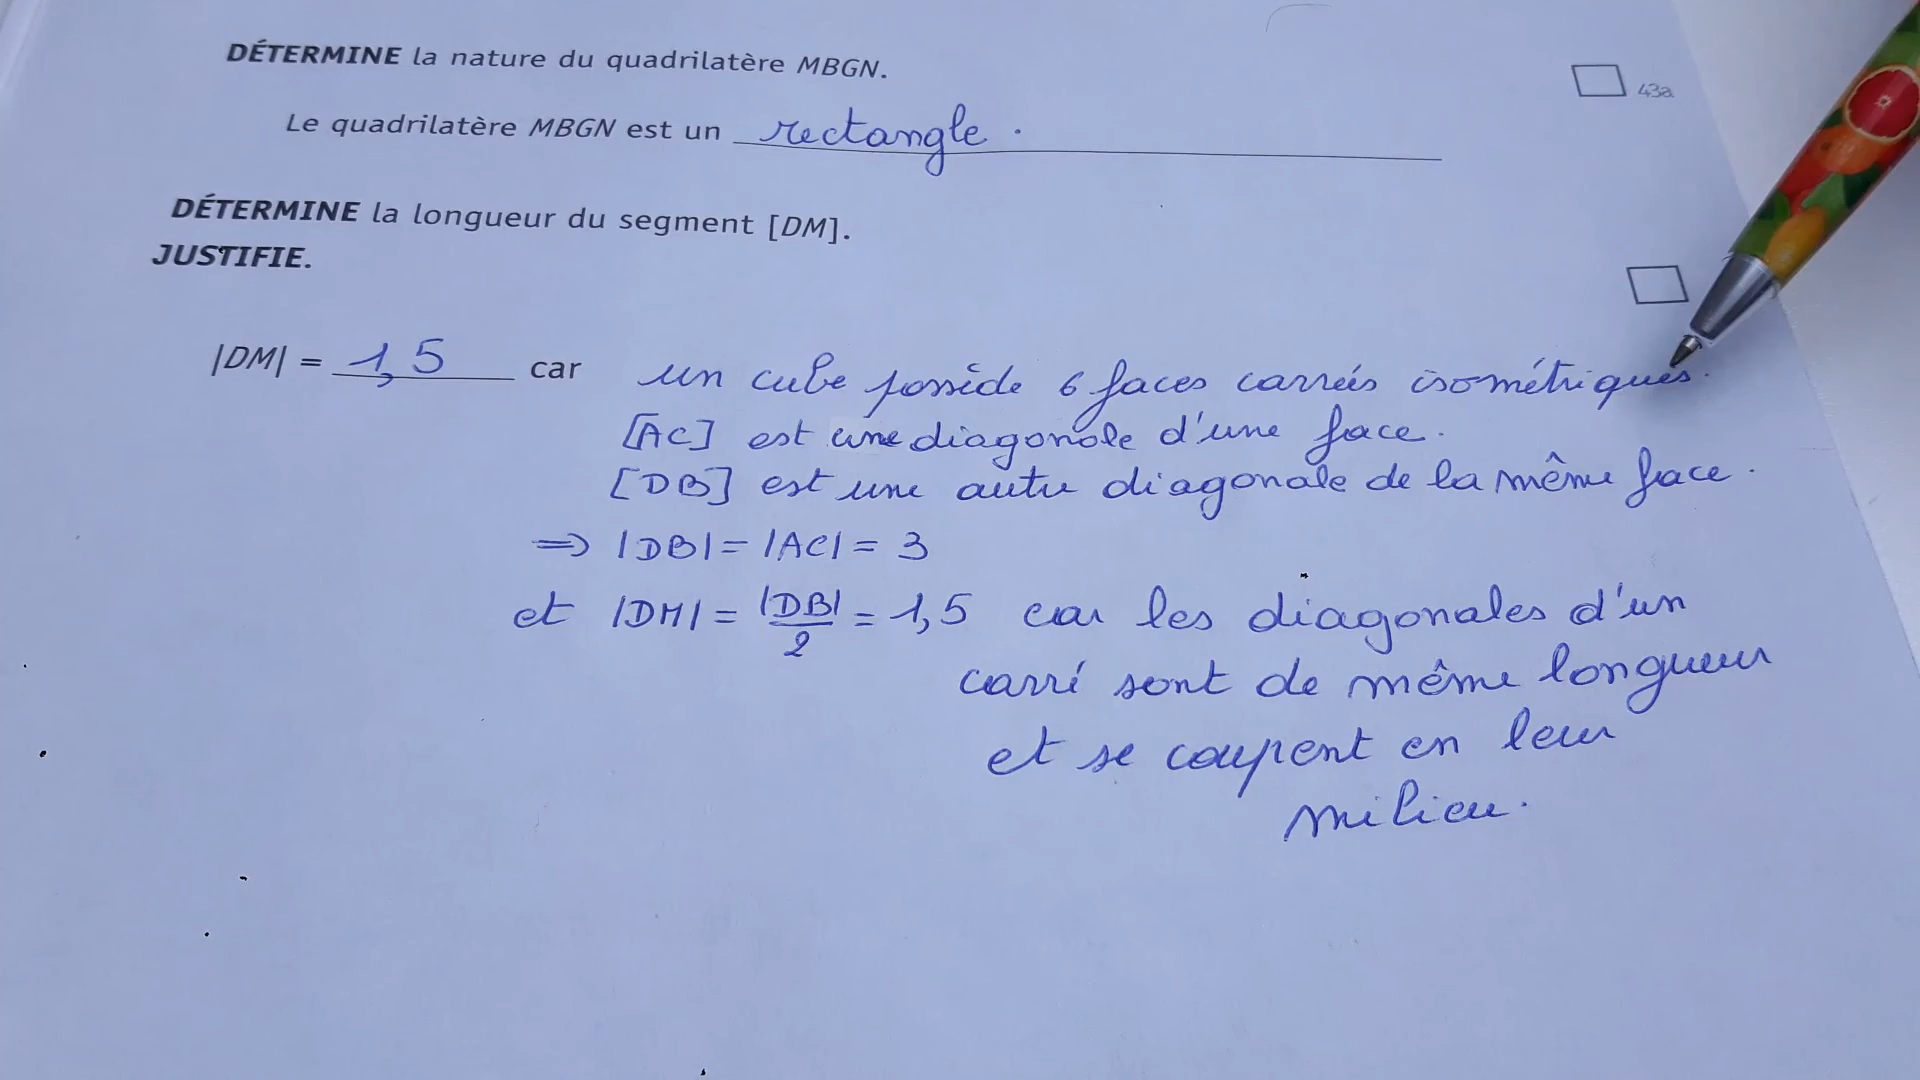 DÉTERMINE la nature du quadrilatère MBGN.
43a
Le quadrilatère MBGN est un rectangle.
DÉTERMINE la longueur du segment [DM].
JUSTIFIE.
|DM| = 1,5 car un cube possède 6 faces carrées isométriques.
[AC] est une diagonale d'une face.
[DB] est une autre diagonale de la même face.
=> |DB| = |AC| = 3
et |DM| = |DB|/2 = 1,5 car les diagonales d'un
carré sont de même longueur
et se coupent en leur
milieu.